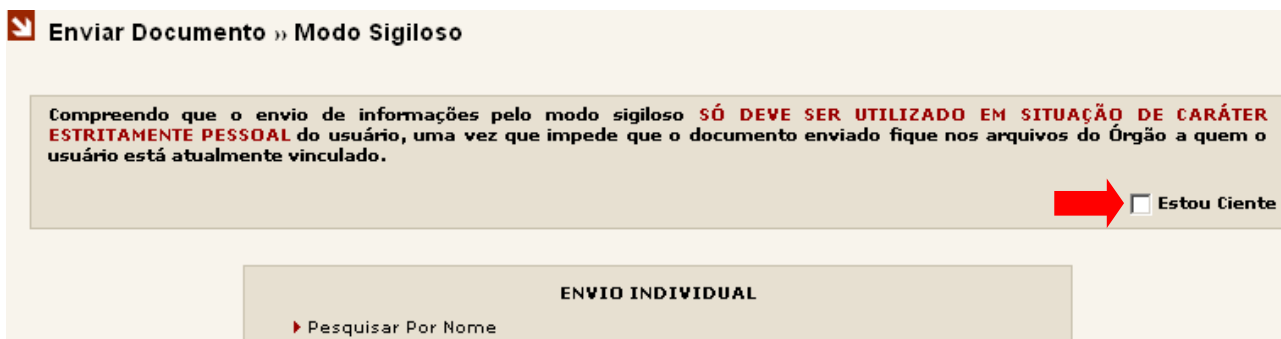 Enviar Documento » Modo Sigiloso
Compreendo que o envio de informações pelo modo sigiloso SÓ DEVE SER UTILIZADO EM SITUAÇÃO DE CARÁTER
ESTRITAMENTE PESSOAL do usuário, uma vez que impede que o documento enviado fique nos arquivos do Órgão a quem o
usuário está atualmente vinculado.
Estou Ciente
ENVIO INDIVIDUAL
Pesquisar Por Nome